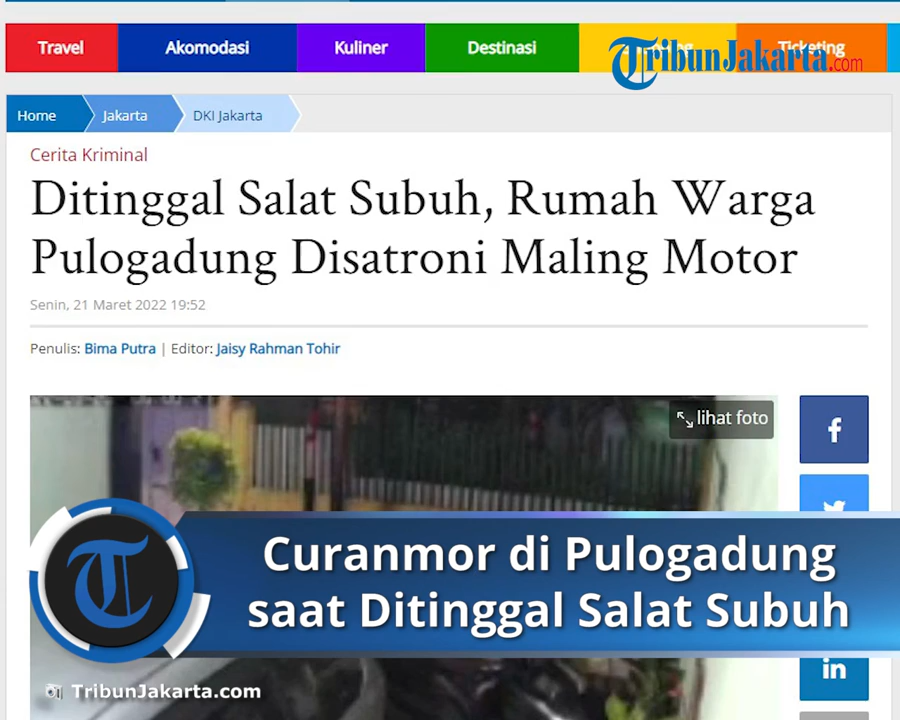 Travel
Akomodasi
Kuliner
Destinasi
Ticketing
TribunJakarta.com
Home
Jakarta
DKI Jakarta
Cerita Kriminal
Ditinggal Salat Subuh, Rumah Warga
Pulogadung Disatroni Maling Motor
Senin, 21 Maret 2022 19:52
Penulis: Bima Putra | Editor: Jaisy Rahman Tohir
lihat foto
f
Curanmor di Pulogadung
saat Ditinggal Salat Subuh
T
in
TribunJakarta.com